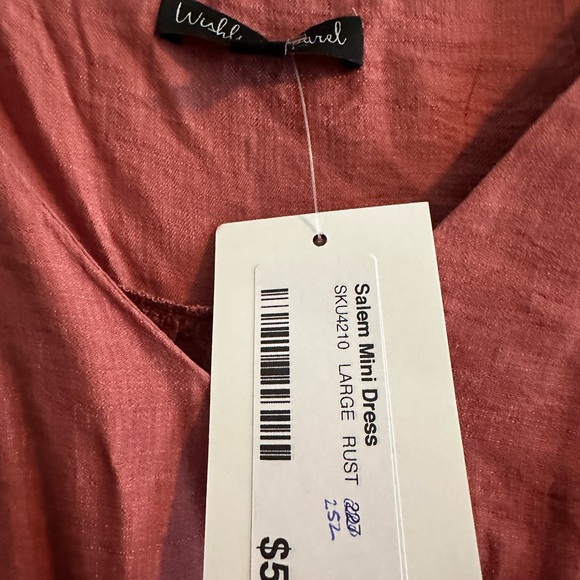 Salem Mini Dress
SKU4210 LARGE RUST
252
$5